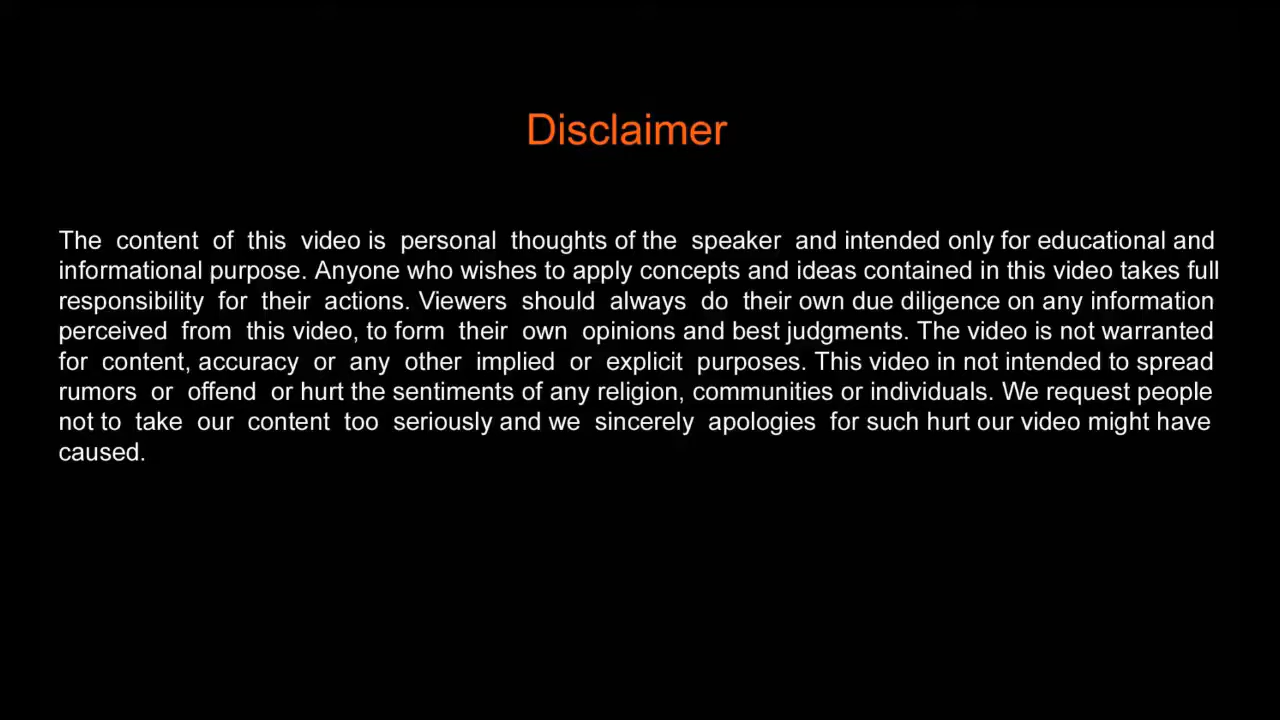 Disclaimer
The content of this video is personal thoughts of the speaker and intended only for educational and
informational purpose. Anyone who wishes to apply concepts and ideas contained in this video takes full
responsibility for their actions. Viewers should always do their own due diligence on any information
perceived from this video, to form their own opinions and best judgments. The video is not warranted
for content, accuracy or any other implied or explicit purposes. This video in not intended to spread
rumors or offend or hurt the sentiments of any religion, communities or individuals. We request people
not to take our content too seriously and we sincerely apologies for such hurt our video might have
caused.